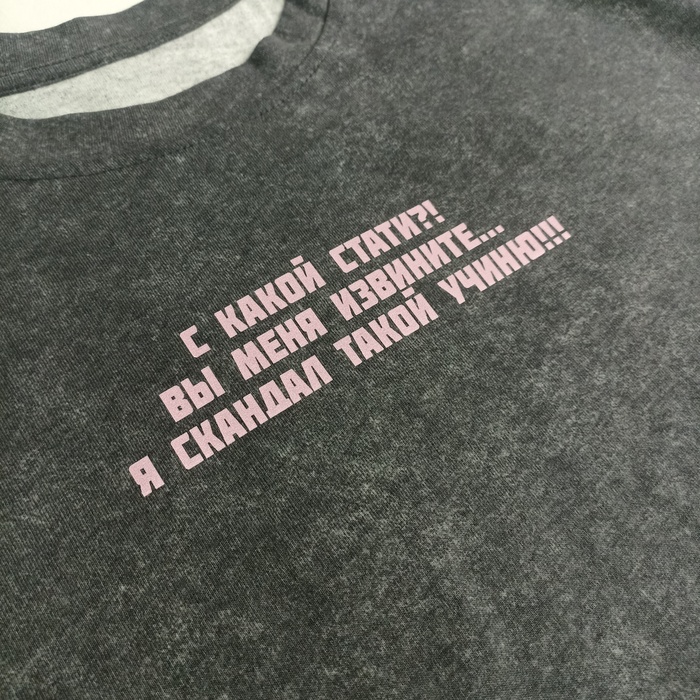 С КАКОЙ СТАТИ?!
ВЫ МЕНЯ ИЗВИНИТЕ...
Я СКАНДАЛ ТАКОЙ УЧИНЮ!!!